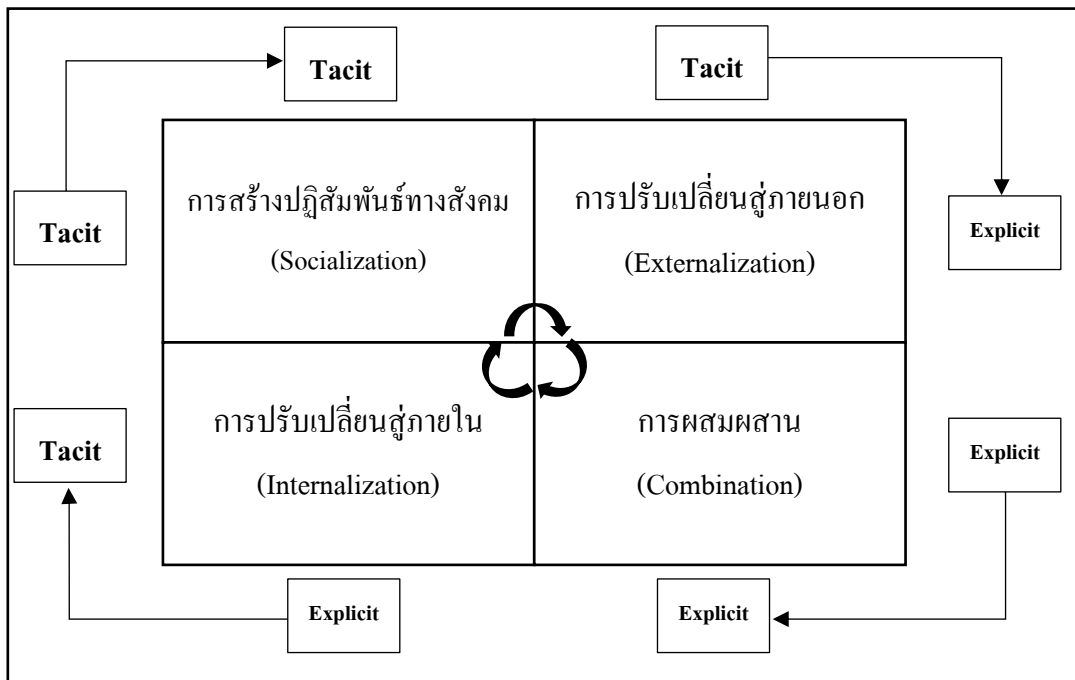 Tacit
Tacit
Tacit
การสร้างปฏิสัมพันธ์ทางสังคม
(Socialization)
การปรับเปลี่ยนสู่ภายนอก
(Externalization)
Explicit
Tacit
การปรับเปลี่ยนสู่ภายใน
(Internalization)
การผสมผสาน
(Combination)
Explicit
Explicit
Explicit